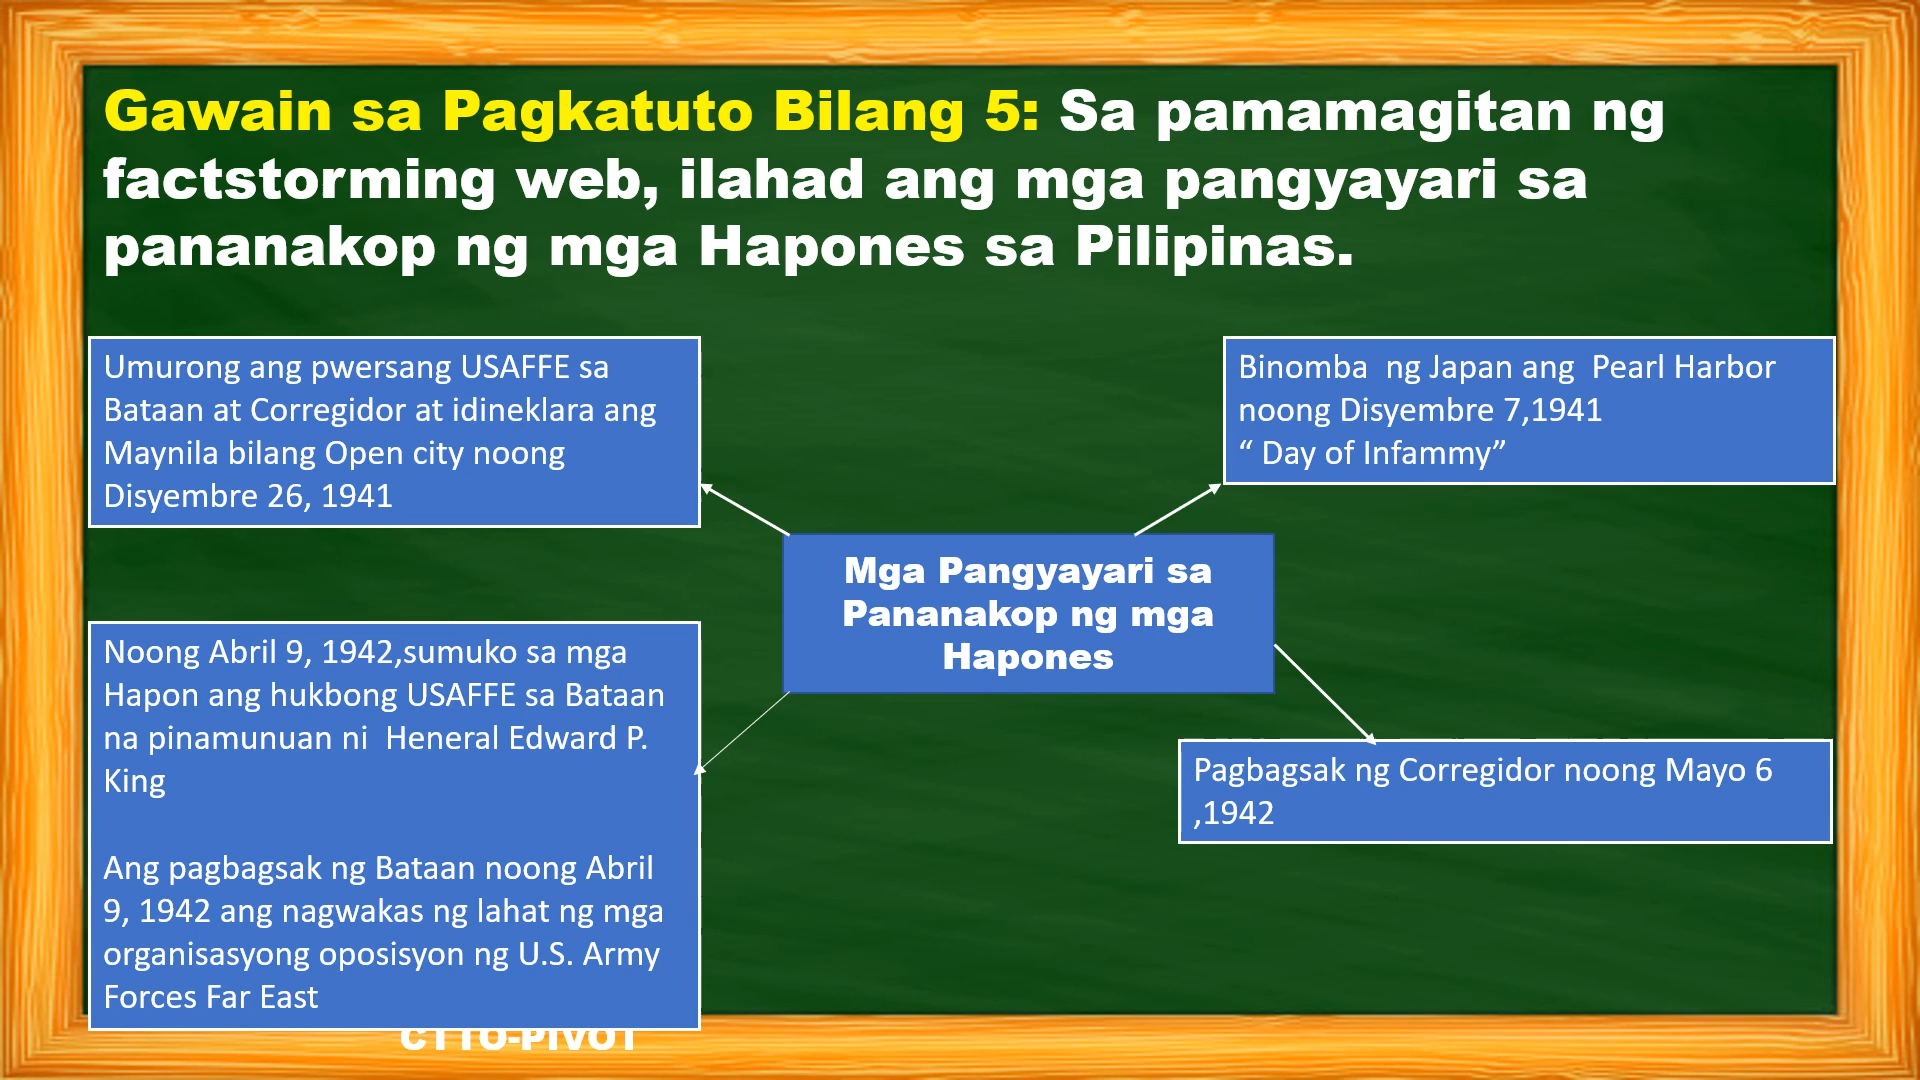 Gawain sa Pagkatuto Bilang 5: Sa pamamagitan ng
factstorming web, ilahad ang mga pangyayari sa
pananakop ng mga Hapones sa Pilipinas.
Umurong ang pwersang USAFFE sa
Bataan at Corregidor at idineklara ang
Maynila bilang Open city noong
Disyembre 26, 1941
Binomba  ng Japan ang  Pearl Harbor
noong Disyembre 7,1941
“ Day of Infammy”
Mga Pangyayari sa
Pananakop ng mga
Hapones
Noong Abril 9, 1942,sumuko sa mga
Hapon ang hukbong USAFFE sa Bataan
na pinamunuan ni  Heneral Edward P.
King
Ang pagbagsak ng Bataan noong Abril
9, 1942 ang nagwakas ng lahat ng mga
organisasyong oposisyon ng U.S. Army
Forces Far East
Pagbagsak ng Corregidor noong Mayo 6
,1942
CTTO-PIVOT